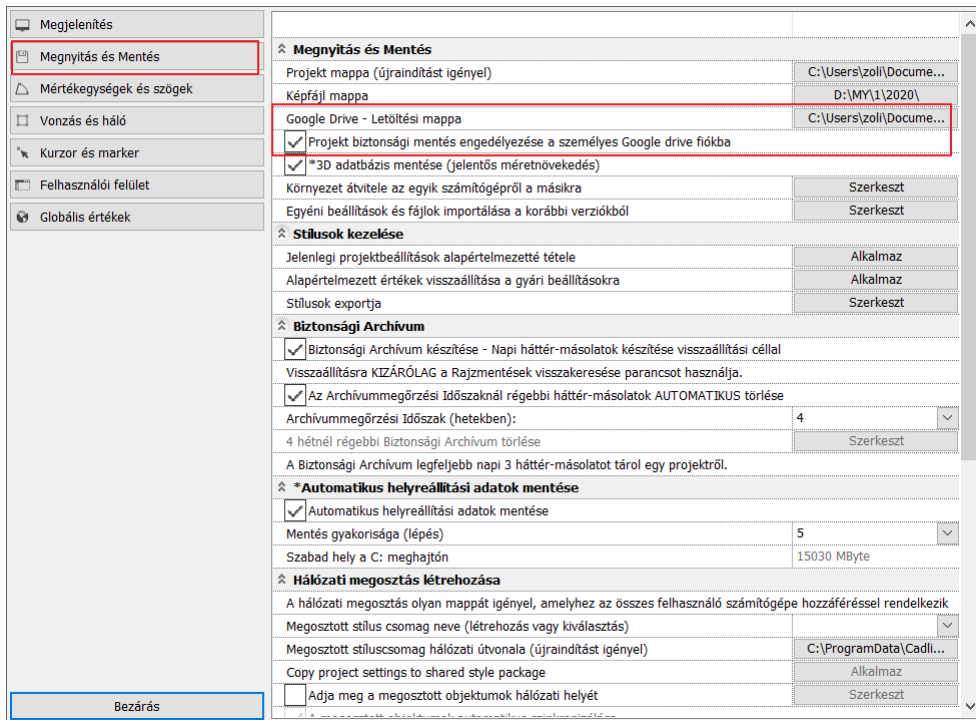 Megjelenítés
Megnyitás és Mentés
Mértékegységek és szögek
Vonzás és háló
Kurzor és marker
Felhasználói felület
Globális értékek
Bezárás
Megnyitás és Mentés
Projekt mappa (újraindítást igényel) C:\Users\zoli\Docume...
Képfájl mappa D:\MY\1\2020\
Google Drive - Letöltési mappa C:\Users\zoli\Docume...
Projekt biztonsági mentés engedélyezése a személyes Google drive fiókba
*3D adatbázis mentése (jelentős méretnövekedés)
Környezet átvitele az egyik számítógépről a másikra Szerkeszt
Egyéni beállítások és fájlok importálása a korábbi verziókból Szerkeszt
Stílusok kezelése
Jelenlegi projektbeállítások alapértelmezetté tétele Alkalmaz
Alapértelmezett értékek visszaállítása a gyári beállításokra Alkalmaz
Stílusok exportja Szerkeszt
Biztonsági Archívum
Biztonsági Archívum készítése - Napi háttér-másolatok készítése visszaállítási céllal
Visszaállításra KIZÁRÓLAG a Rajzmentések visszakeresése parancsot használja.
Az Archívummegőrzési Időszaknál régebbi háttér-másolatok AUTOMATIKUS törlése
Archívummegőrzési Időszak (hetekben): 4
4 hétnél régebbi Biztonsági Archívum törlése Szerkeszt
A Biztonsági Archívum legfeljebb napi 3 háttér-másolatot tárol egy projektről.
*Automatikus helyreállítási adatok mentése
Automatikus helyreállítási adatok mentése
Mentés gyakorisága (lépés) 5
Szabad hely a C: meghajtón 15030 MByte
Hálózati megosztás létrehozása
A hálózati megosztás olyan mappát igényel, amelyhez az összes felhasználó számítógépe hozzáféréssel rendelkezik
Megosztott stílus csomag neve (létrehozás vagy kiválasztás)
Megosztott stíluscsomag hálózati útvonala (újraindítást igényel) C:\ProgramData\Cadli...
Copy project settings to shared style package Alkalmaz
Adja meg a megosztott objektumok hálózati helyét Szerkeszt